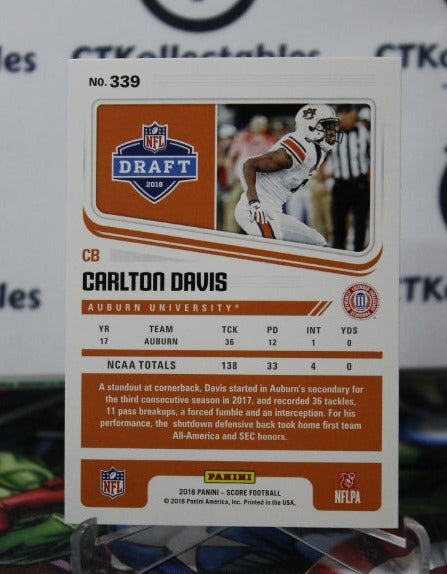 CTKollectables
CTKollectables
NO. 339
NFL
DRAFT
2018
CB
CARLTON DAVIS
AUBURN UNIVERSITY®
YR TEAM TCK PD INT YDS
17 AUBURN 36 12 1 0
NCAA TOTALS 138 33 4 0
A standout at cornerback, Davis started in Auburn's secondary for
the third consecutive season in 2017, and recorded 36 tackles,
11 pass breakups, a forced fumble and an interception. For his
performance, the shutdown defensive back took home first team
All-America and SEC honors.
NFL
PANINI
NFLPA
2018 PANINI – SCORE FOOTBALL
© 2018 Panini America, Inc. Printed in the USA.